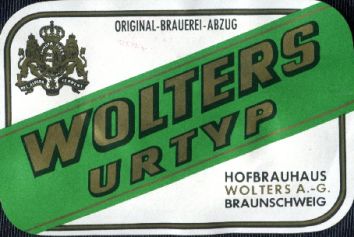 ORIGINAL-BRAUEREI-ABZUG
WOLTERS
URTYP
HOFBRAUHAUS
WOLTERS A.-G.
BRAUNSCHWEIG